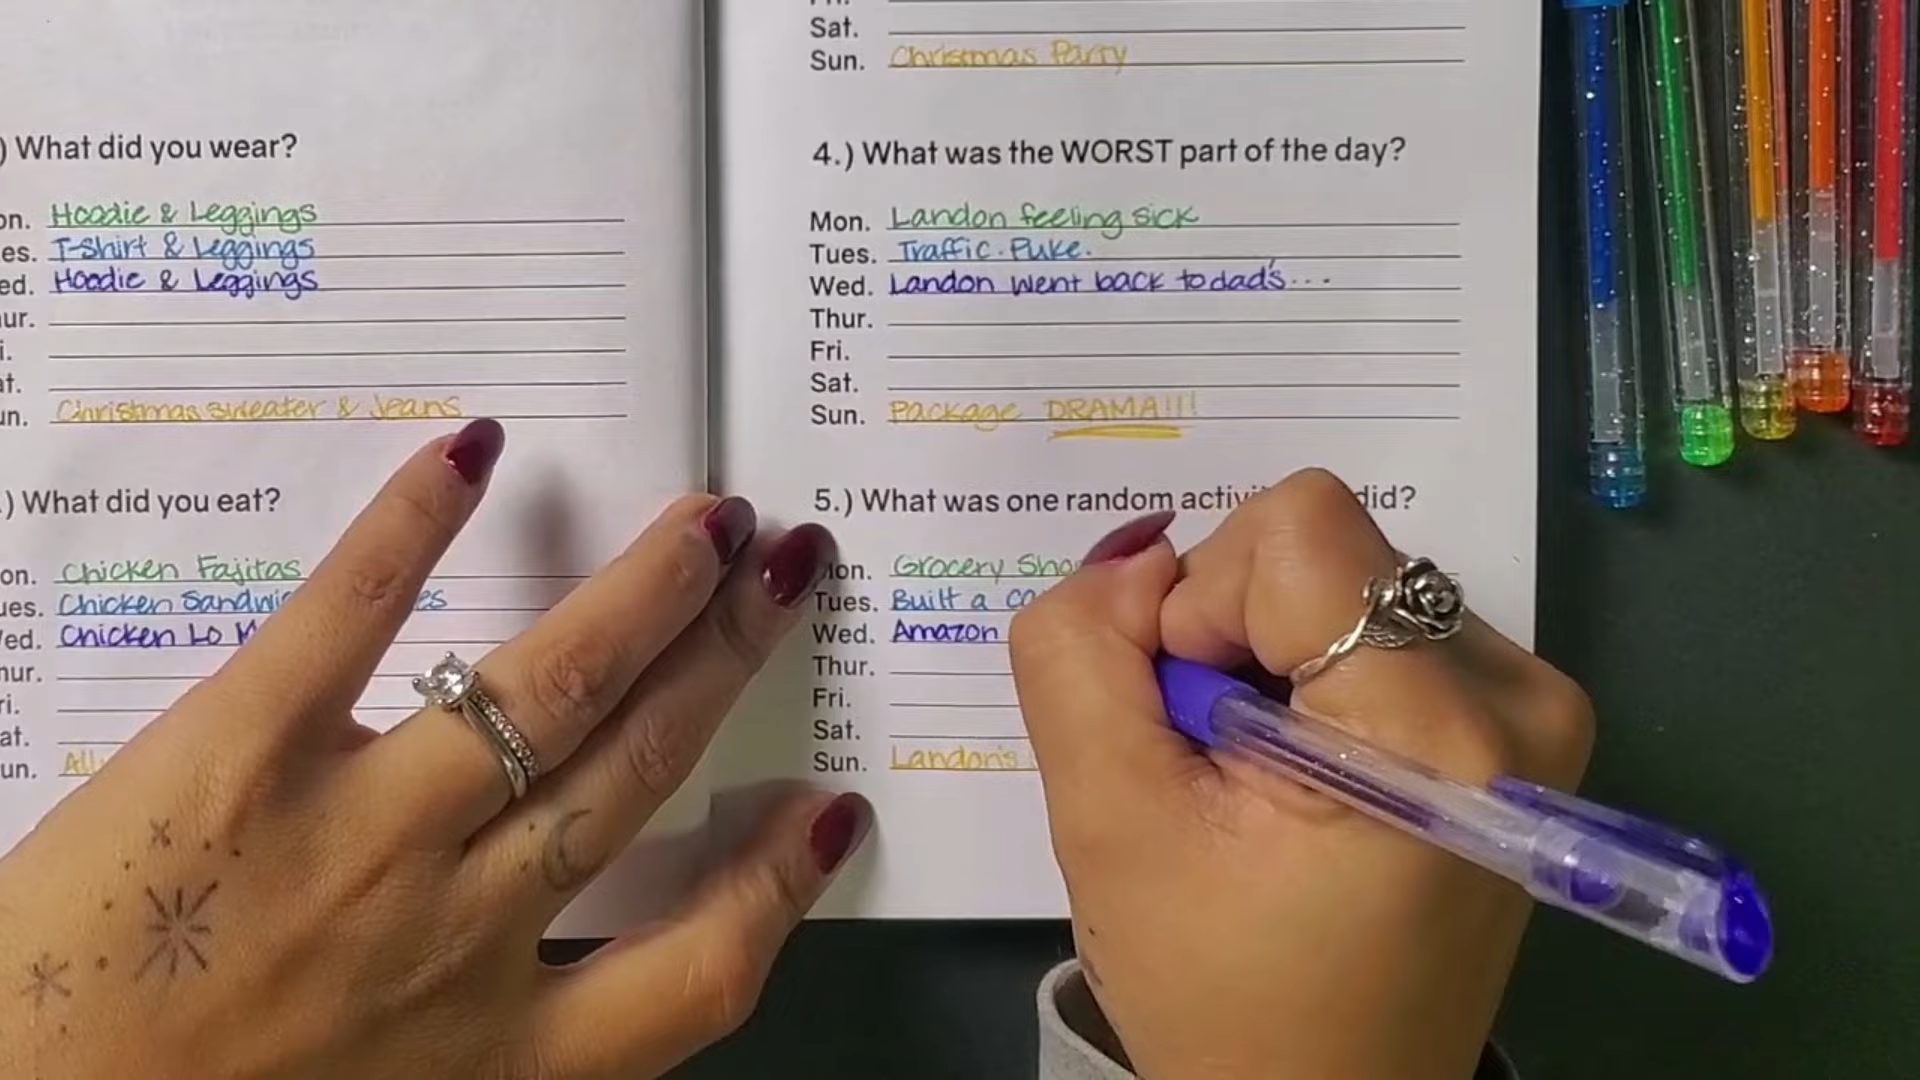 ) What did you wear?
on. Hoodie & Leggings
es. T-Shirt & Leggings
ed. Hoodie & Leggings
ur.
i.
at.
un. Christmas sweater & Jeans
) What did you eat?
on. Chicken Fajitas
ues. Chicken Sandwi es
ed. Chicken Lo M
hur.
ri.
at.
un. All
Sat.
Sun. Christmas Party
4.) What was the WORST part of the day?
Mon. Landon feeling sick
Tues. Traffic. Puke.
Wed. Landon went back to dad's...
Thur.
Fri.
Sat.
Sun. Package DRAMA!!!
5.) What was one random activi did?
Mon. Grocery Sho
Tues. Built a
Wed. Amazon
Thur.
Fri.
Sat.
Sun. Landon's